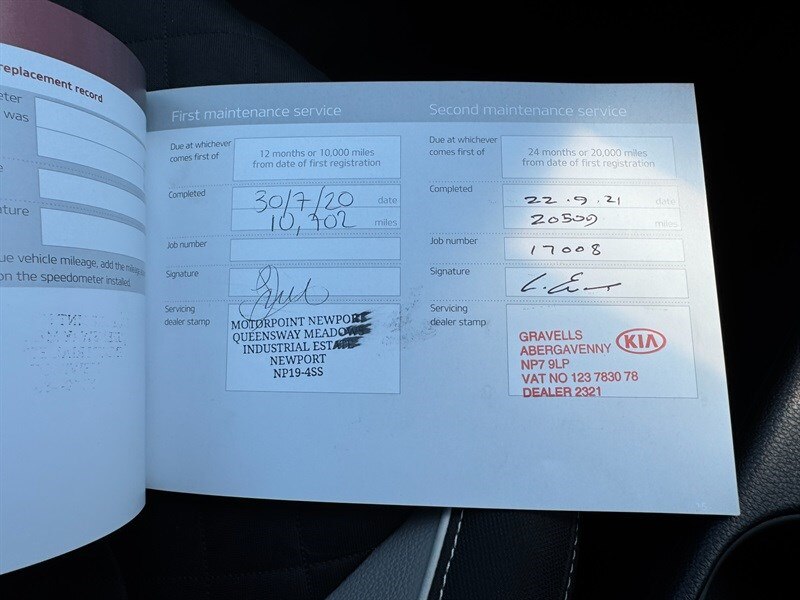 replacement record
eter
was
e
ature
ue vehicle mileage, add the mileage
on the speedometer installed.
First maintenance service
Due at whichever
comes first of
12 months or 10,000 miles
from date of first registration
Completed
30/7/20 date
10,402 miles
Job number
Signature
Servicing
dealer stamp
MOTORPOINT NEWPORT
QUEENSWAY MEADOWS
INDUSTRIAL ESTATE
NEWPORT
NP19-4SS
Second maintenance service
Due at whichever
comes first of
24 months or 20,000 miles
from date of first registration
Completed
22.9.21 date
20509 miles
Job number
17008
Signature
Servicing
dealer stamp
GRAVELLS
ABERGAVENNY KIA
NP7 9LP
VAT NO 123 7830 78
DEALER 2321